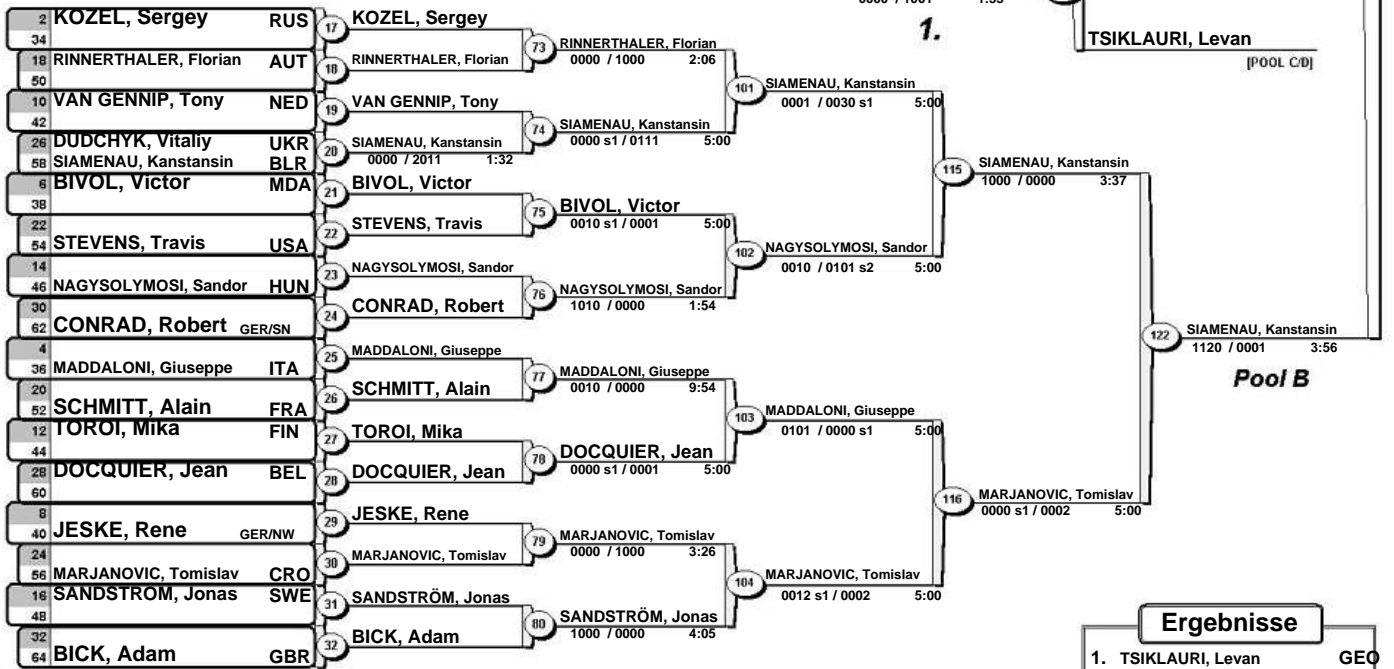 0000 / 1001 1:35
1.
TSIKLAURI, Levan
[POOL C/D]
2 KOZEL, Sergey RUS
34
18 RINNERTHALER, Florian AUT
50
10 VAN GENNIP, Tony NED
42
26 DUDCHYK, Vitaliy UKR
58 SIAMENAU, Kanstansin BLR
6 BIVOL, Victor MDA
38
22
54 STEVENS, Travis USA
14
46 NAGYSOLYMOSI, Sandor HUN
30
62 CONRAD, Robert GER/SN
4
36 MADDALONI, Giuseppe ITA
20
52 SCHMITT, Alain FRA
12 TOROI, Mika FIN
44
28 DOCQUIER, Jean BEL
60
8
40 JESKE, Rene GER/NW
24
56 MARJANOVIC, Tomislav CRO
16 SANDSTRÖM, Jonas SWE
48
32
64 BICK, Adam GBR
17 KOZEL, Sergey
18 RINNERTHALER, Florian
19 VAN GENNIP, Tony
20 SIAMENAU, Kanstansin
0000 / 2011 1:32
21 BIVOL, Victor
22 STEVENS, Travis
23 NAGYSOLYMOSI, Sandor
24 CONRAD, Robert
25 MADDALONI, Giuseppe
26 SCHMITT, Alain
27 TOROI, Mika
28 DOCQUIER, Jean
29 JESKE, Rene
30 MARJANOVIC, Tomislav
31 SANDSTRÖM, Jonas
32 BICK, Adam
73 RINNERTHALER, Florian
0000 / 1000 2:06
74 SIAMENAU, Kanstansin
0000 s1 / 0111 5:00
75 BIVOL, Victor
0010 s1 / 0001 5:00
76 NAGYSOLYMOSI, Sandor
1010 / 0000 1:54
77 MADDALONI, Giuseppe
0010 / 0000 9:54
78 DOCQUIER, Jean
0000 s1 / 0001 5:00
79 MARJANOVIC, Tomislav
0000 / 1000 3:26
80 SANDSTRÖM, Jonas
1000 / 0000 4:05
101 SIAMENAU, Kanstansin
0001 / 0030 s1 5:00
102 NAGYSOLYMOSI, Sandor
0010 / 0101 s2 5:00
103 MADDALONI, Giuseppe
0101 / 0000 s1 5:00
104 MARJANOVIC, Tomislav
0012 s1 / 0002 5:00
115 SIAMENAU, Kanstansin
1000 / 0000 3:37
116 MARJANOVIC, Tomislav
0000 s1 / 0002 5:00
122 SIAMENAU, Kanstansin
1120 / 0001 3:56
Pool B
Ergebnisse
1. TSIKLAURI, Levan GEO